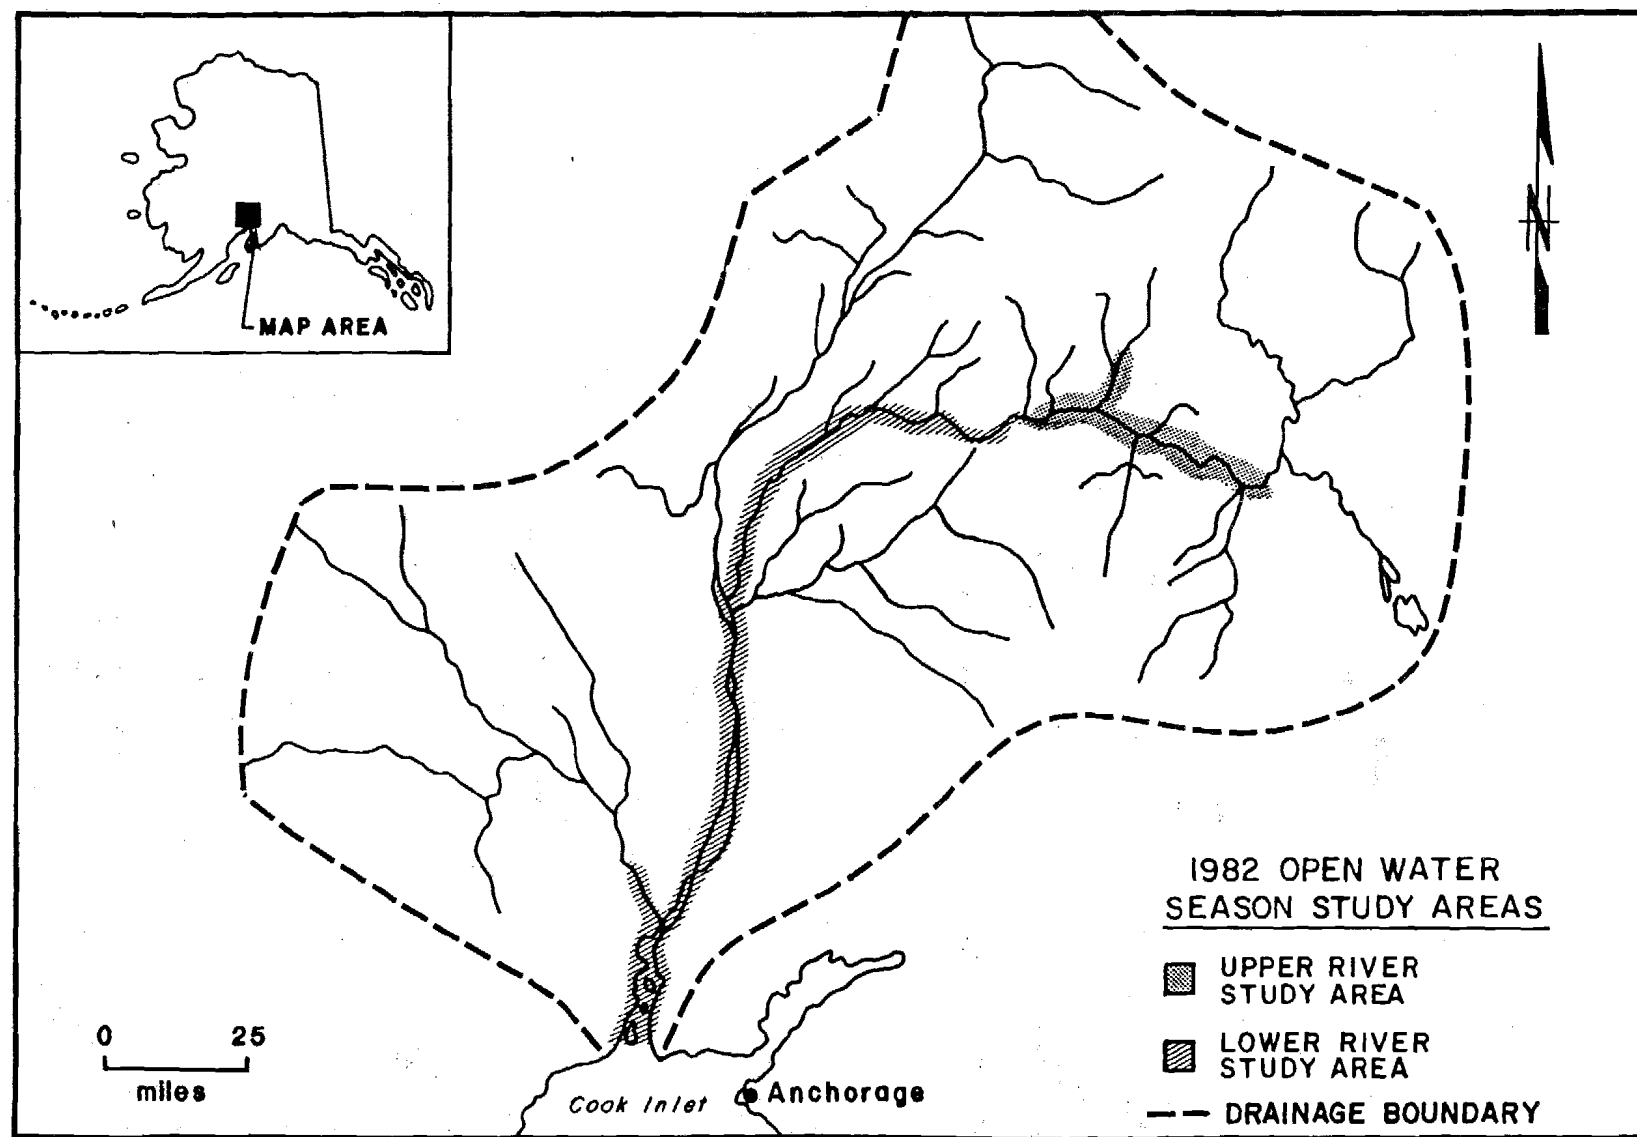 MAP AREA
N
1982 OPEN WATER
SEASON STUDY AREAS
UPPER RIVER
STUDY AREA
LOWER RIVER
STUDY AREA
DRAINAGE BOUNDARY
0 25
miles
Cook Inlet
Anchorage